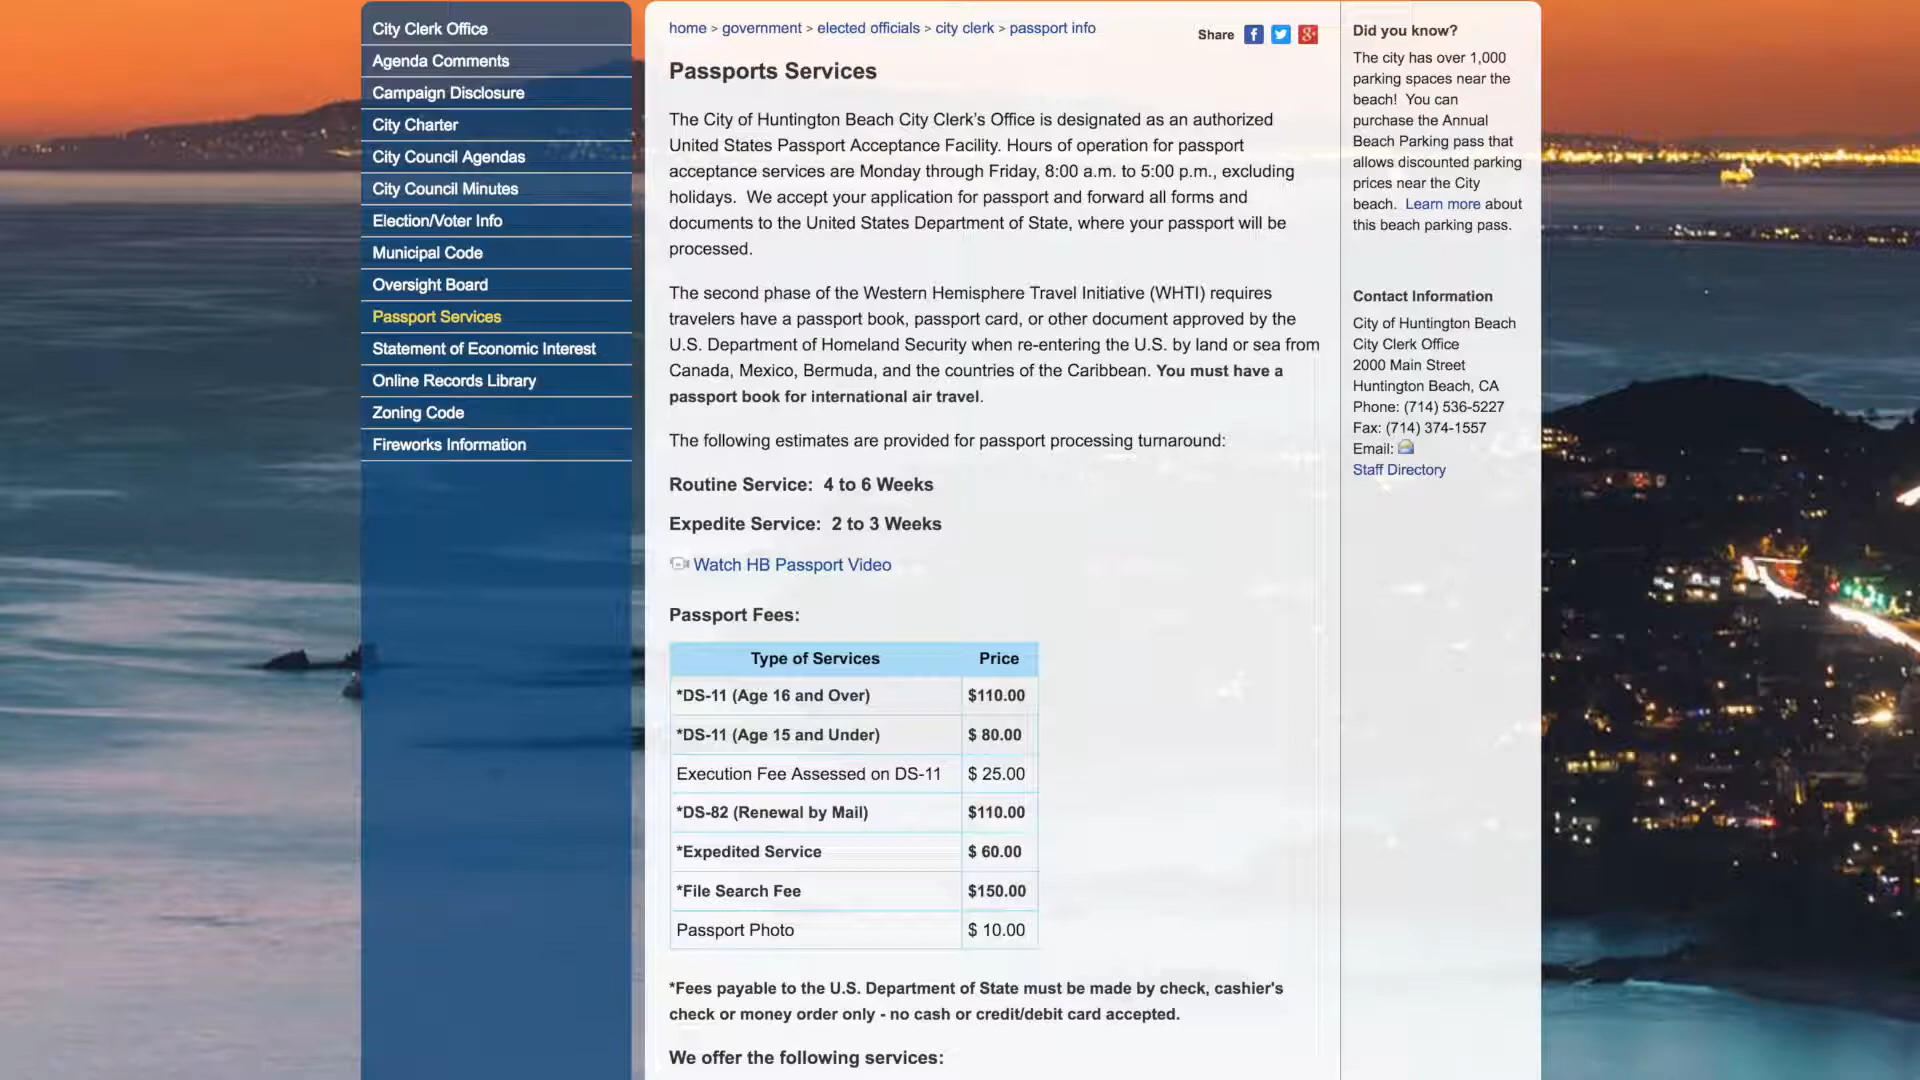 City Clerk Office
Agenda Comments
Campaign Disclosure
City Charter
City Council Agendas
City Council Minutes
Election/Voter Info
Municipal Code
Oversight Board
Passport Services
Statement of Economic Interest
Online Records Library
Zoning Code
Fireworks Information
home > government > elected officials > city clerk > passport info
Share
Passports Services
The City of Huntington Beach City Clerk's Office is designated as an authorized
United States Passport Acceptance Facility. Hours of operation for passport
acceptance services are Monday through Friday, 8:00 a.m. to 5:00 p.m., excluding
holidays.  We accept your application for passport and forward all forms and
documents to the United States Department of State, where your passport will be
processed.
The second phase of the Western Hemisphere Travel Initiative (WHTI) requires
travelers have a passport book, passport card, or other document approved by the
U.S. Department of Homeland Security when re-entering the U.S. by land or sea from
Canada, Mexico, Bermuda, and the countries of the Caribbean. You must have a
passport book for international air travel.
The following estimates are provided for passport processing turnaround:
Routine Service:  4 to 6 Weeks
Expedite Service:  2 to 3 Weeks
Watch HB Passport Video
Passport Fees:
Type of Services Price
*DS-11 (Age 16 and Over) $110.00
*DS-11 (Age 15 and Under) $ 80.00
Execution Fee Assessed on DS-11 $ 25.00
*DS-82 (Renewal by Mail) $110.00
*Expedited Service $ 60.00
*File Search Fee $150.00
Passport Photo $ 10.00
*Fees payable to the U.S. Department of State must be made by check, cashier's
check or money order only - no cash or credit/debit card accepted.
We offer the following services:
Did you know?
The city has over 1,000
parking spaces near the
beach!  You can
purchase the Annual
Beach Parking pass that
allows discounted parking
prices near the City
beach.  Learn more about
this beach parking pass.
Contact Information
City of Huntington Beach
City Clerk Office
2000 Main Street
Huntington Beach, CA
Phone: (714) 536-5227
Fax: (714) 374-1557
Email:
Staff Directory